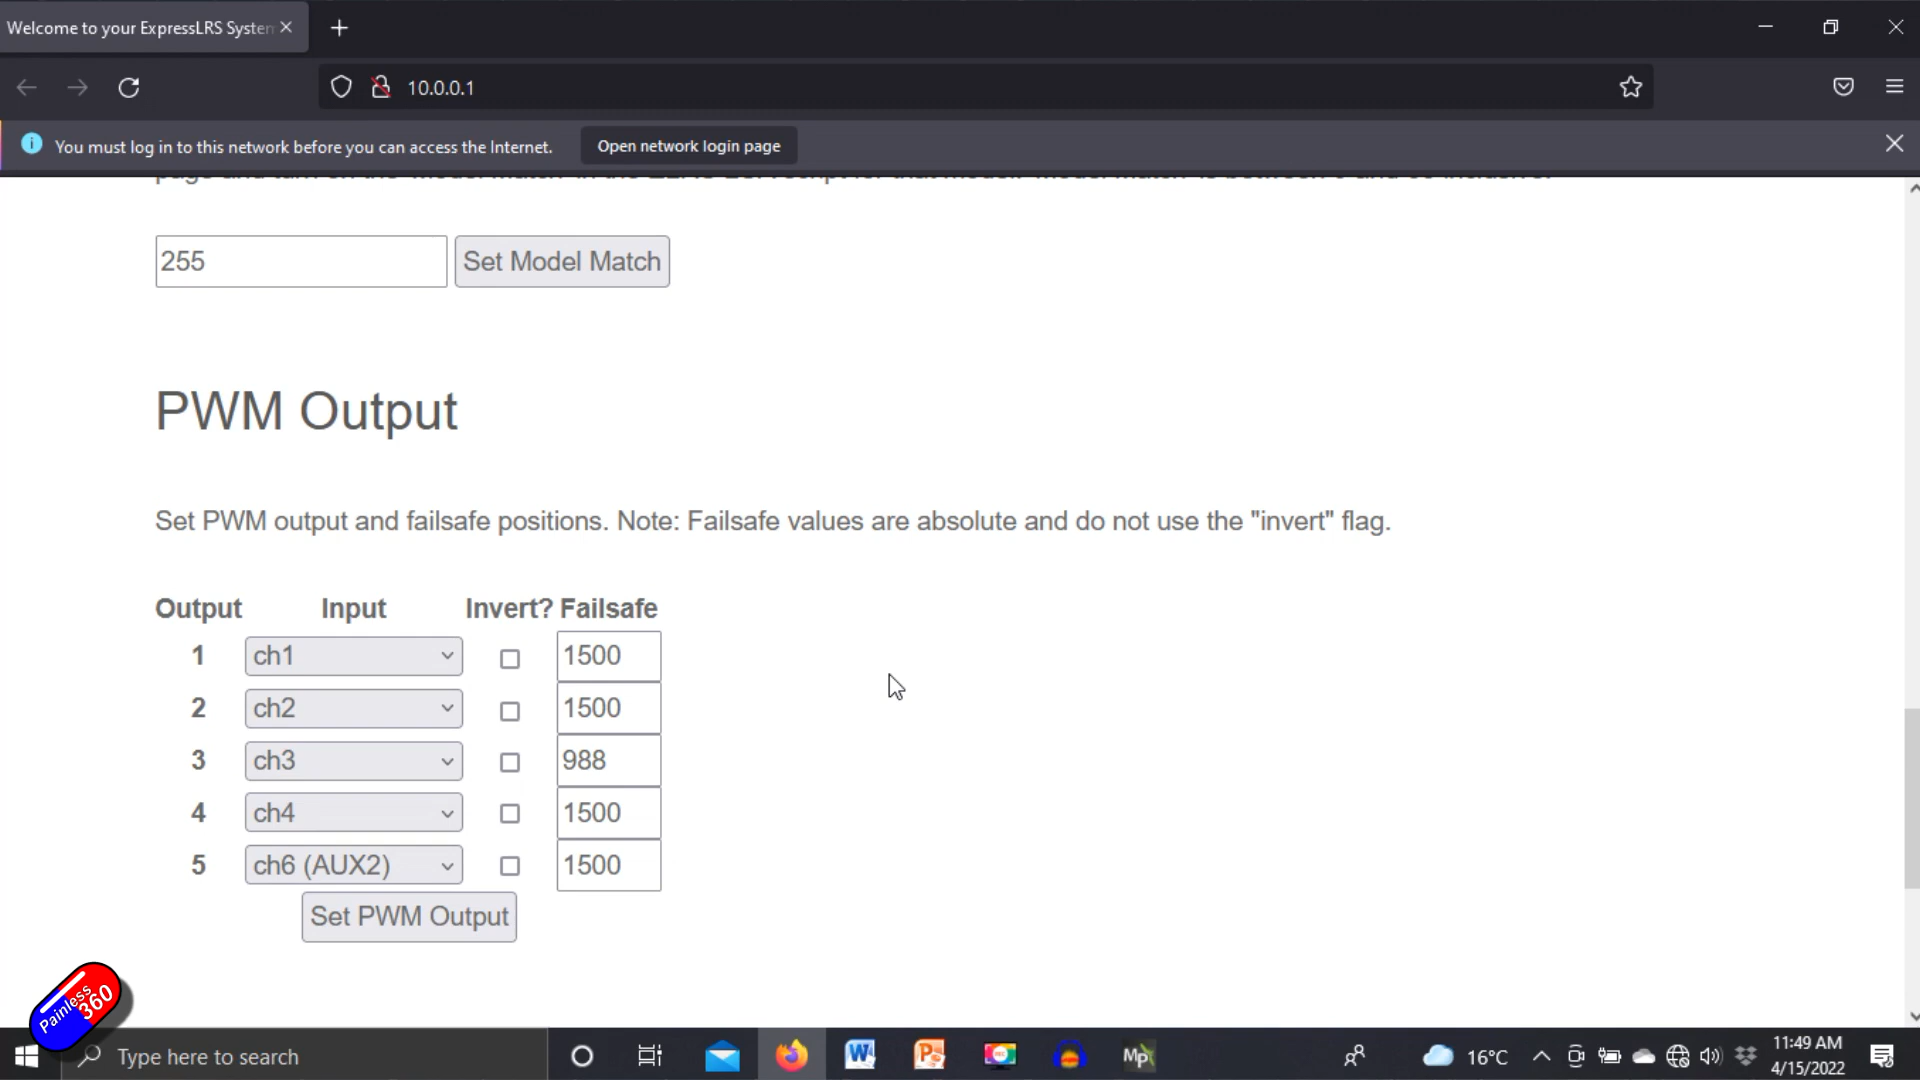 Welcome to your ExpressLRS System
10.0.0.1
You must log in to this network before you can access the Internet.
Open network login page
255
Set Model Match
PWM Output
Set PWM output and failsafe positions. Note: Failsafe values are absolute and do not use the "invert" flag.
Output Input Invert? Failsafe
1 ch1 1500
2 ch2 1500
3 ch3 988
4 ch4 1500
5 ch6 (AUX2) 1500
Set PWM Output
Painless
360
Type here to search
16°C
11:49 AM
4/15/2022